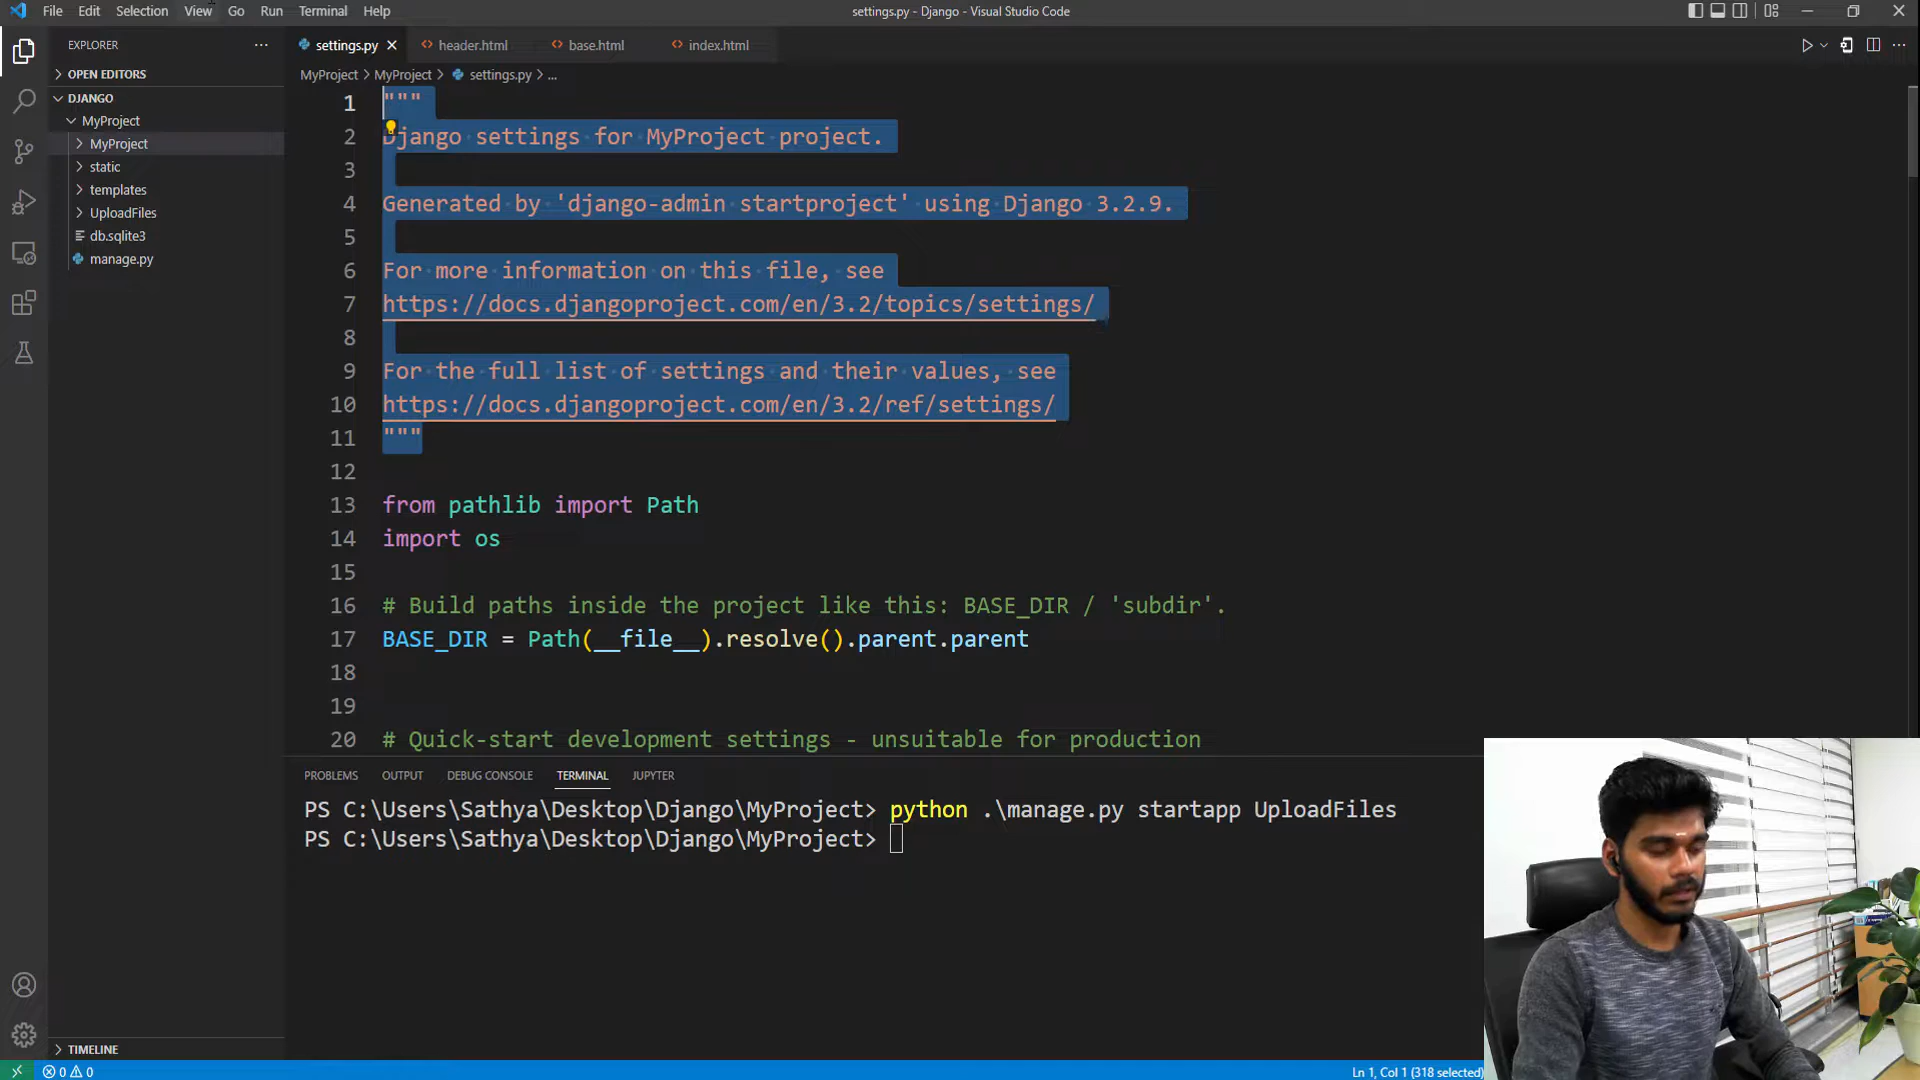 File Edit Selection View Go Run Terminal Help
settings.py - Django - Visual Studio Code
EXPLORER
OPEN EDITORS
DJANGO
MyProject
MyProject
static
templates
UploadFiles
db.sqlite3
manage.py
TIMELINE
settings.py header.html base.html index.html
MyProject > MyProject > settings.py > ...
1 """
2 Django settings for MyProject project.
3
4 Generated by 'django-admin startproject' using Django 3.2.9.
5
6 For more information on this file, see
7 https://docs.djangoproject.com/en/3.2/topics/settings/
8
9 For the full list of settings and their values, see
10 https://docs.djangoproject.com/en/3.2/ref/settings/
11 """
12
13 from pathlib import Path
14 import os
15
16 # Build paths inside the project like this: BASE_DIR / 'subdir'.
17 BASE_DIR = Path(__file__).resolve().parent.parent
18
19
20 # Quick-start development settings - unsuitable for production
PROBLEMS OUTPUT DEBUG CONSOLE TERMINAL JUPYTER
PS C:\Users\Sathya\Desktop\Django\MyProject> python .\manage.py startapp UploadFiles
PS C:\Users\Sathya\Desktop\Django\MyProject>
0 0
Ln 1, Col 1 (318 selected)